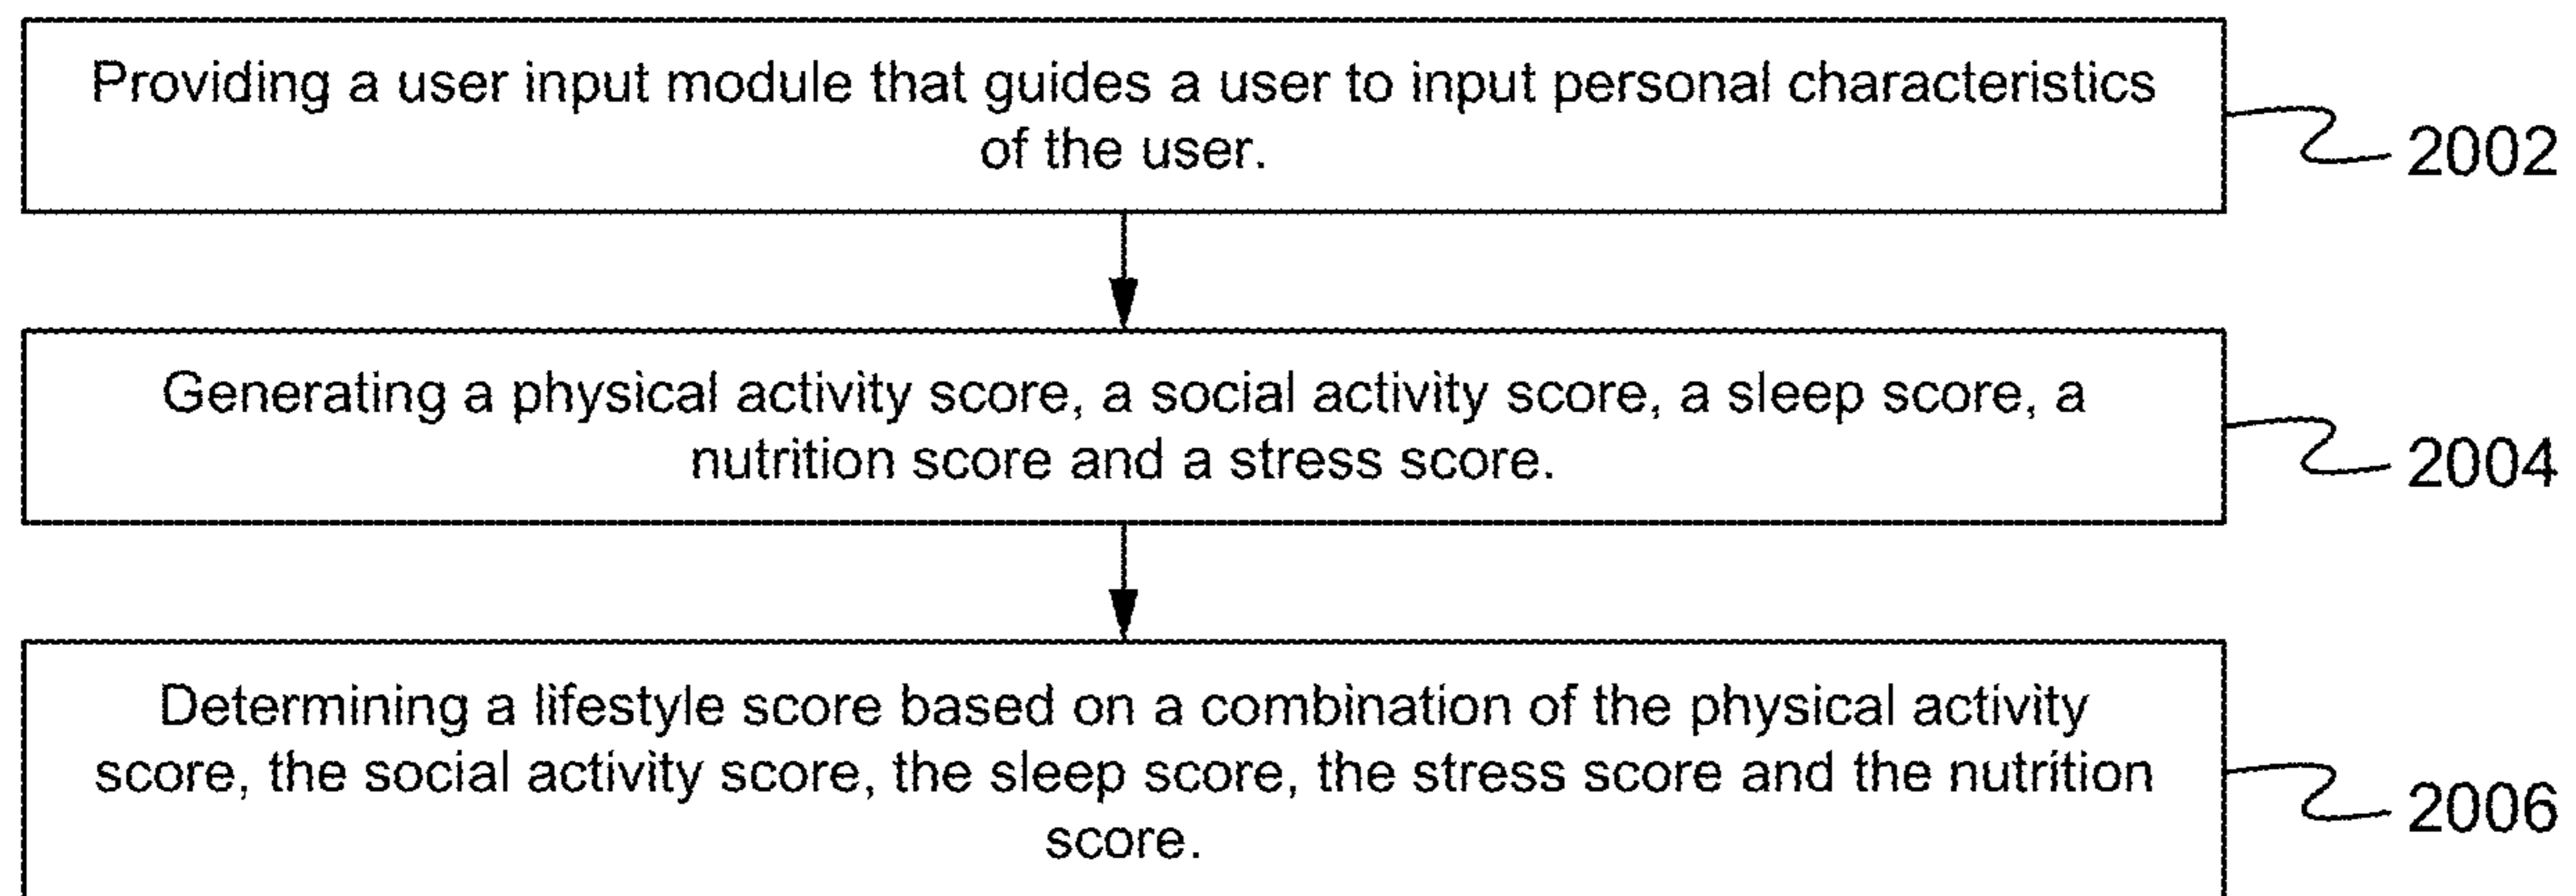 Providing a user input module that guides a user to input personal characteristics
of the user.
2002
Generating a physical activity score, a social activity score, a sleep score, a
nutrition score and a stress score.
2004
Determining a lifestyle score based on a combination of the physical activity
score, the social activity score, the sleep score, the stress score and the nutrition
score.
2006